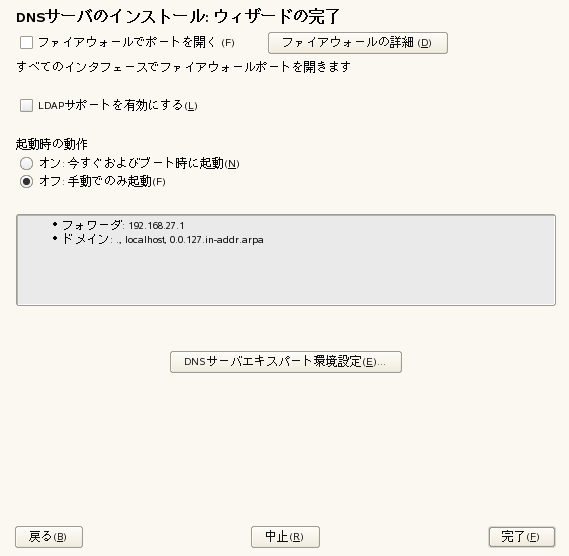 DNSサーバのインストール: ウィザードの完了
ファイアウォールでポートを開く (F) ファイアウォールの詳細 (D)
すべてのインタフェースでファイアウォールポートを開きます
LDAPサポートを有効にする(L)
起動時の動作
オン: 今すぐおよびブート時に起動(N)
オフ: 手動でのみ起動(F)
• フォワーダ: 192.168.27.1
• ドメイン: ., localhost, 0.0.127.in-addr.arpa
DNSサーバエキスパート環境設定(E)...
戻る(B) 中止(R) 完了(F)